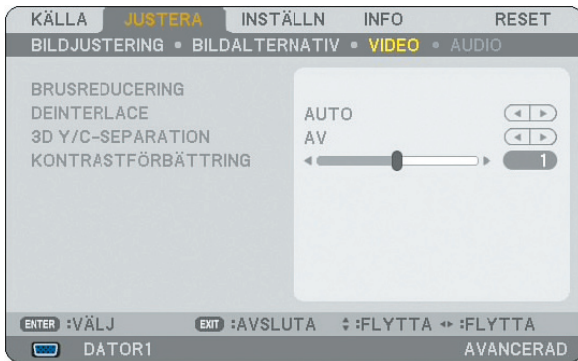 KÄLLA JUSTERA INSTÄLLN INFO RESET
BILDJUSTERING • BILDALTERNATIV • VIDEO • AUDIO
BRUSREDUCERING
DEINTERLACE AUTO
3D Y/C-SEPARATION AV
KONTRASTFÖRBÄTTRING 1
ENTER :VÄLJ EXIT :AVSLUTA :FLYTTA :FLYTTA
DATOR1 AVANCERAD